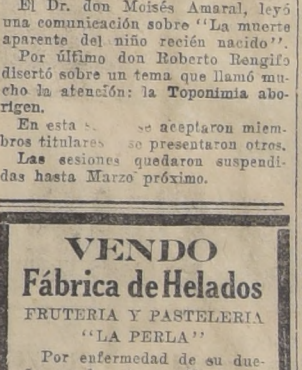 El Dr. don Moisés Amaral, leyó
una comunicación sobre "La muerte
aparente del niño recién nacido".
Por último don Roberto Rengifo
disertó sobre un tema que llamó mu-
cho la atención: la Toponimia abo-
rigen.
En esta se aceptaron miem-
bros titulares se presentaron otros.
Las sesiones quedaron suspendi-
das hasta Marzo próximo.
VENDO
Fábrica de Helados
FRUTERIA Y PASTELERIA
"LA PERLA"
Por enfermedad de su due-